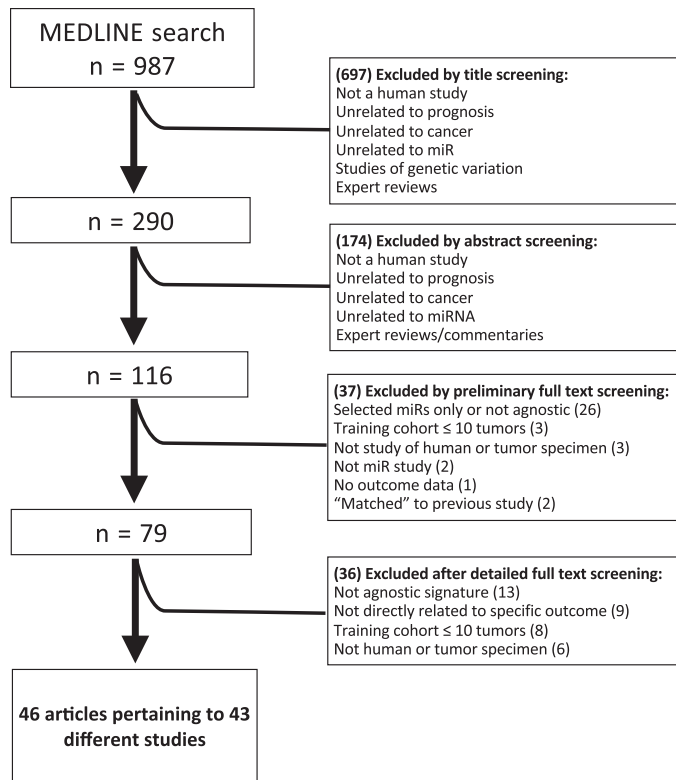 MEDLINE search
n = 987
(697) Excluded by title screening:
Not a human study
Unrelated to prognosis
Unrelated to cancer
Unrelated to miR
Studies of genetic variation
Expert reviews
n = 290
(174) Excluded by abstract screening:
Not a human study
Unrelated to prognosis
Unrelated to cancer
Unrelated to miRNA
Expert reviews/commentaries
n = 116
(37) Excluded by preliminary full text screening:
Selected miRs only or not agnostic (26)
Training cohort ≤ 10 tumors (3)
Not study of human or tumor specimen (3)
Not miR study (2)
No outcome data (1)
“Matched” to previous study (2)
n = 79
(36) Excluded after detailed full text screening:
Not agnostic signature (13)
Not directly related to specific outcome (9)
Training cohort ≤ 10 tumors (8)
Not human or tumor specimen (6)
46 articles pertaining to 43
different studies